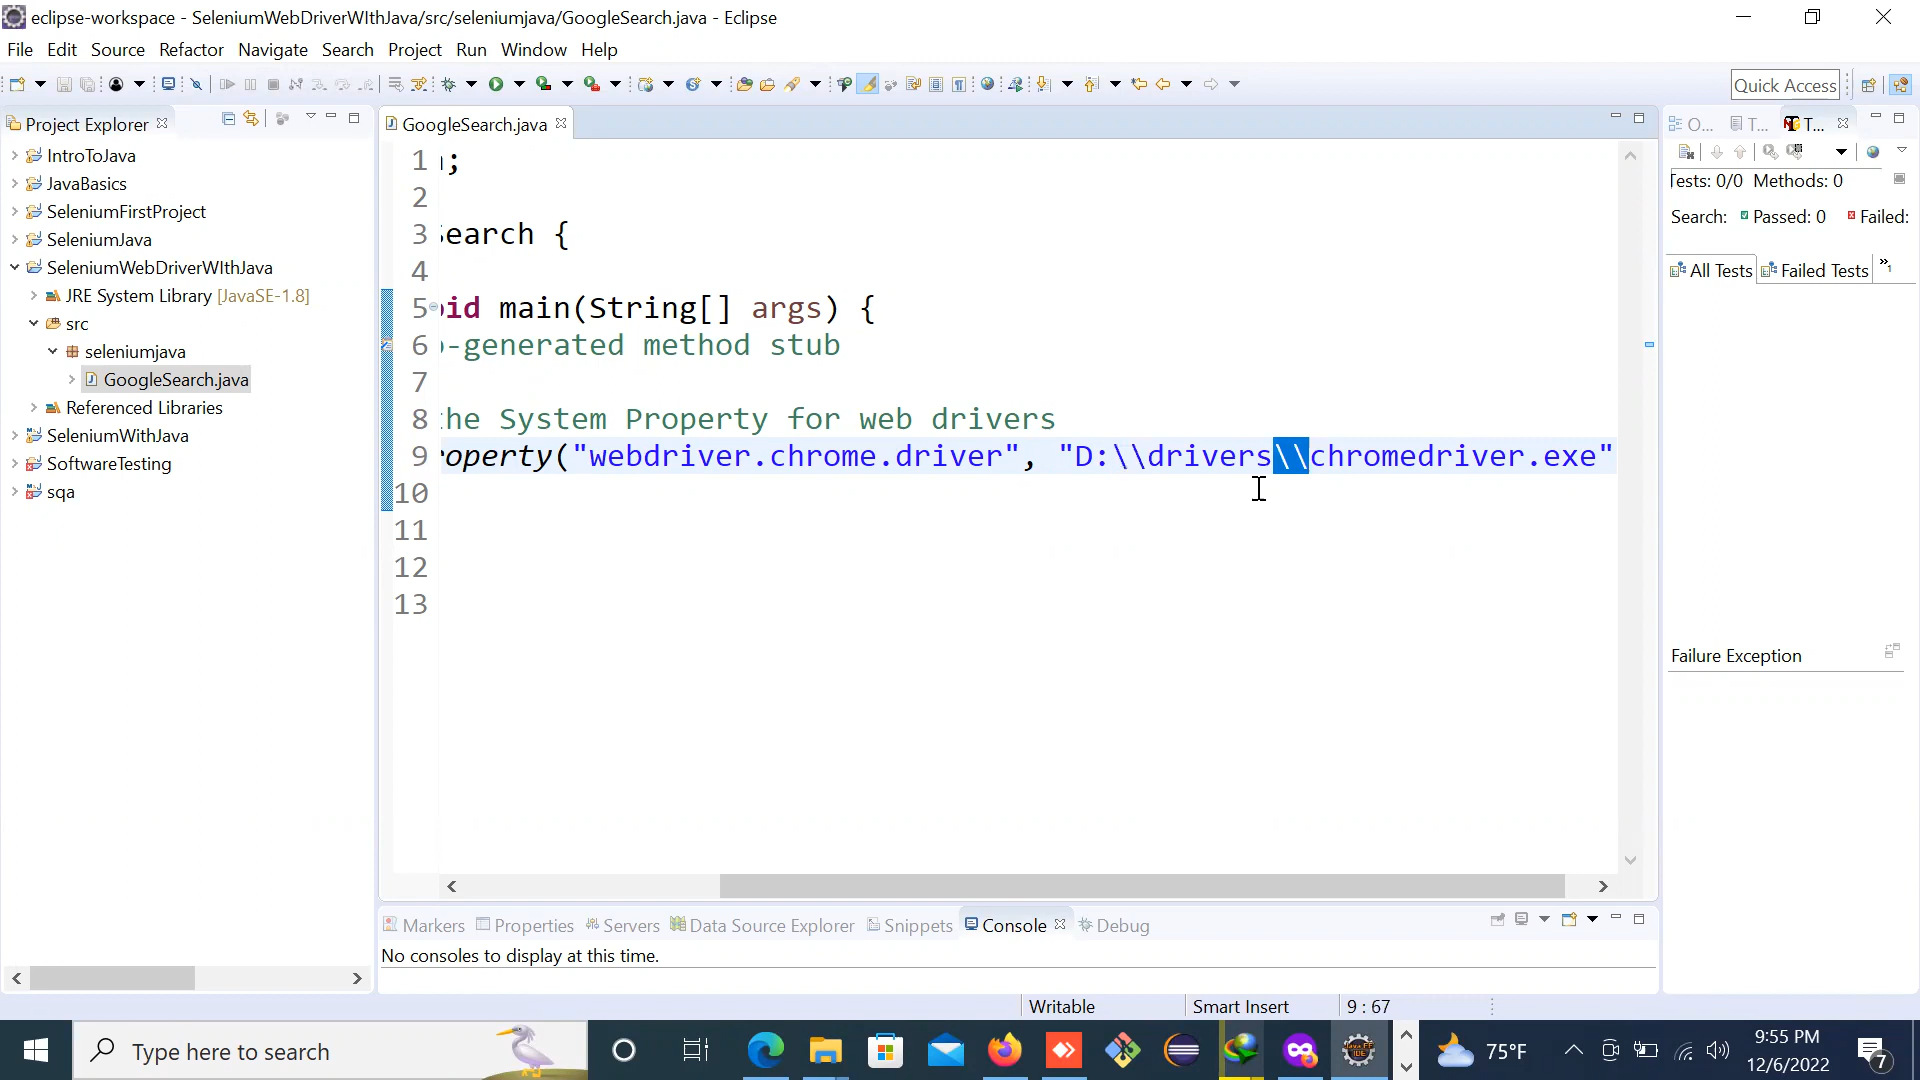 eclipse-workspace - SeleniumWebDriverWIthJava/src/seleniumjava/GoogleSearch.java - Eclipse
File Edit Source Refactor Navigate Search Project Run Window Help
Quick Access
Project Explorer
IntroToJava
JavaBasics
SeleniumFirstProject
SeleniumJava
SeleniumWebDriverWIthJava
JRE System Library [JavaSE-1.8]
src
seleniumjava
GoogleSearch.java
Referenced Libraries
SeleniumWithJava
SoftwareTesting
sqa
GoogleSearch.java
1 ;
2
3 Search {
4
5 oid main(String[] args) {
6 o-generated method stub
7
8 the System Property for web drivers
9 roperty("webdriver.chrome.driver", "D:\\drivers\\chromedriver.exe"
10
11
12
13
O... T... T...
Tests: 0/0 Methods: 0
Search: Passed: 0 Failed:
All Tests Failed Tests »1
Failure Exception
Markers Properties Servers Data Source Explorer Snippets Console Debug
No consoles to display at this time.
Writable Smart Insert 9 : 67
Type here to search
75°F
9:55 PM
12/6/2022
7